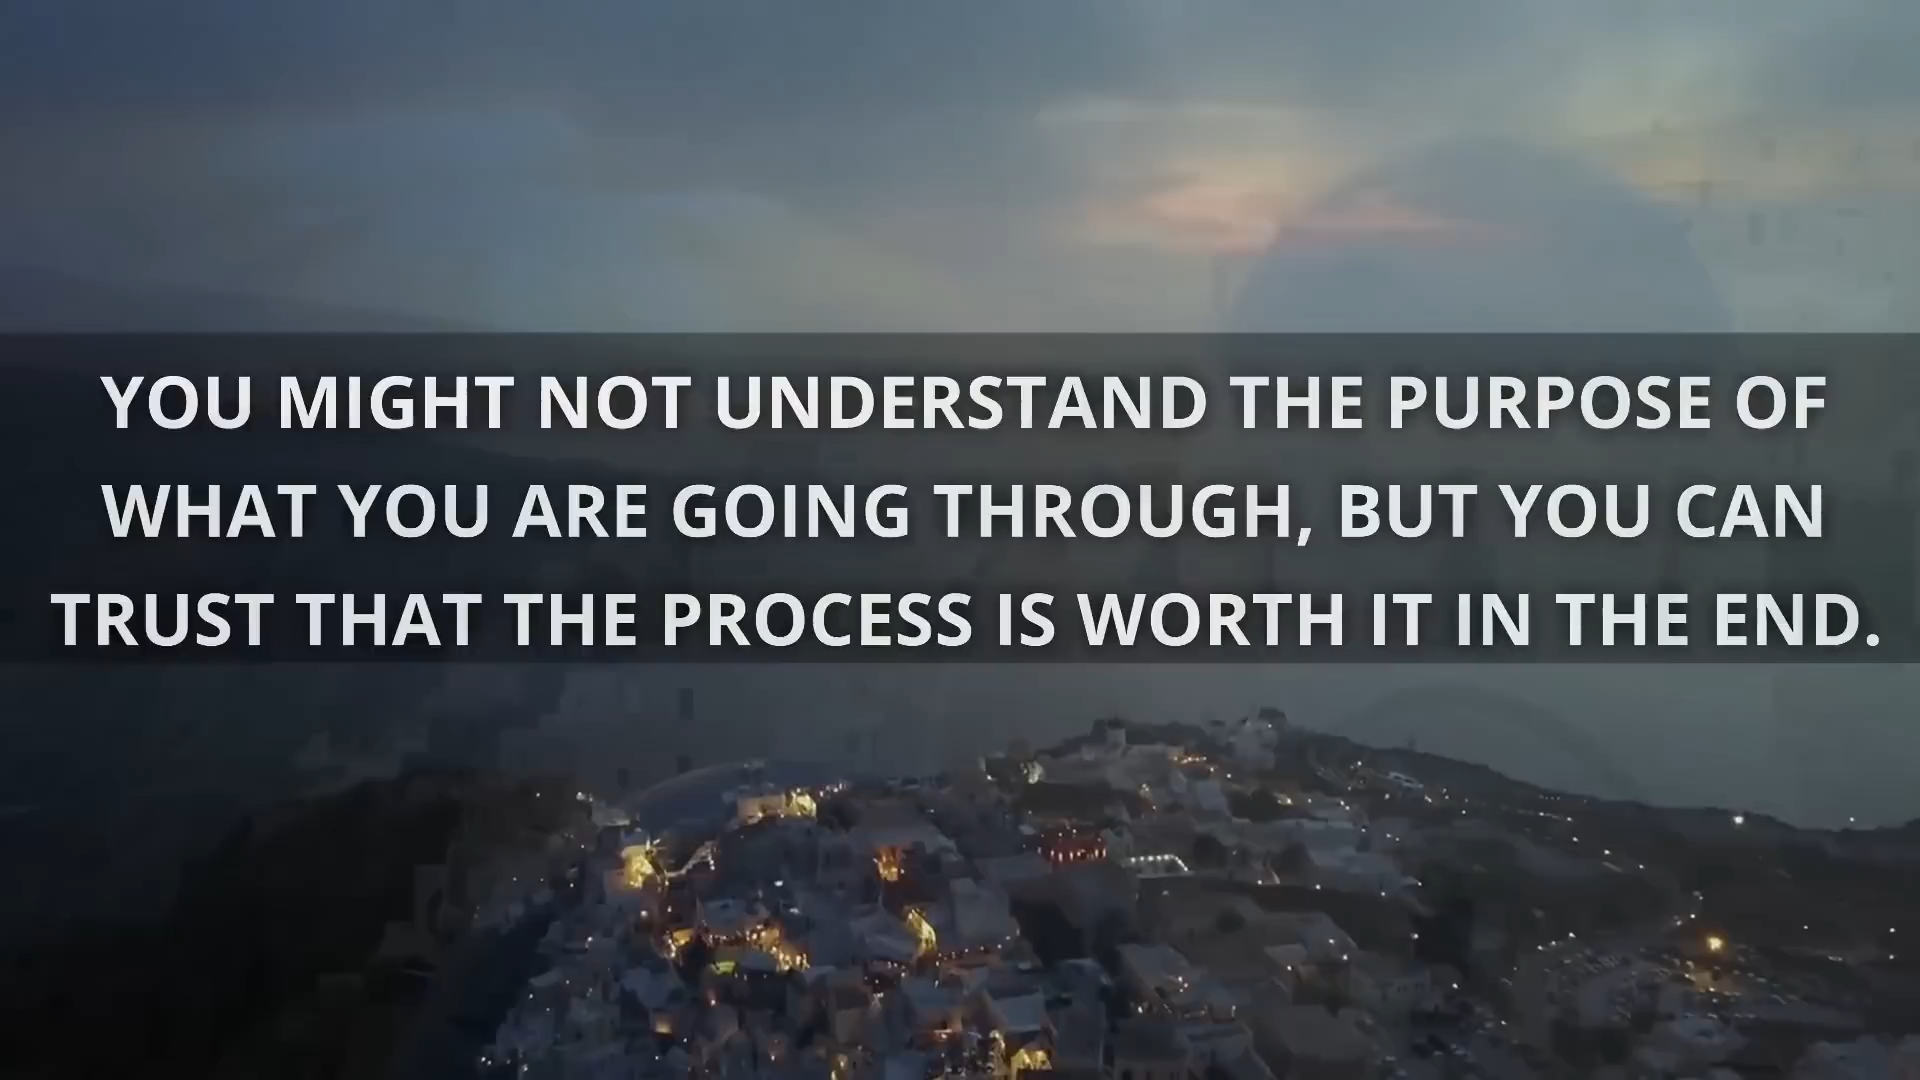 YOU MIGHT NOT UNDERSTAND THE PURPOSE OF
WHAT YOU ARE GOING THROUGH, BUT YOU CAN
TRUST THAT THE PROCESS IS WORTH IT IN THE END.